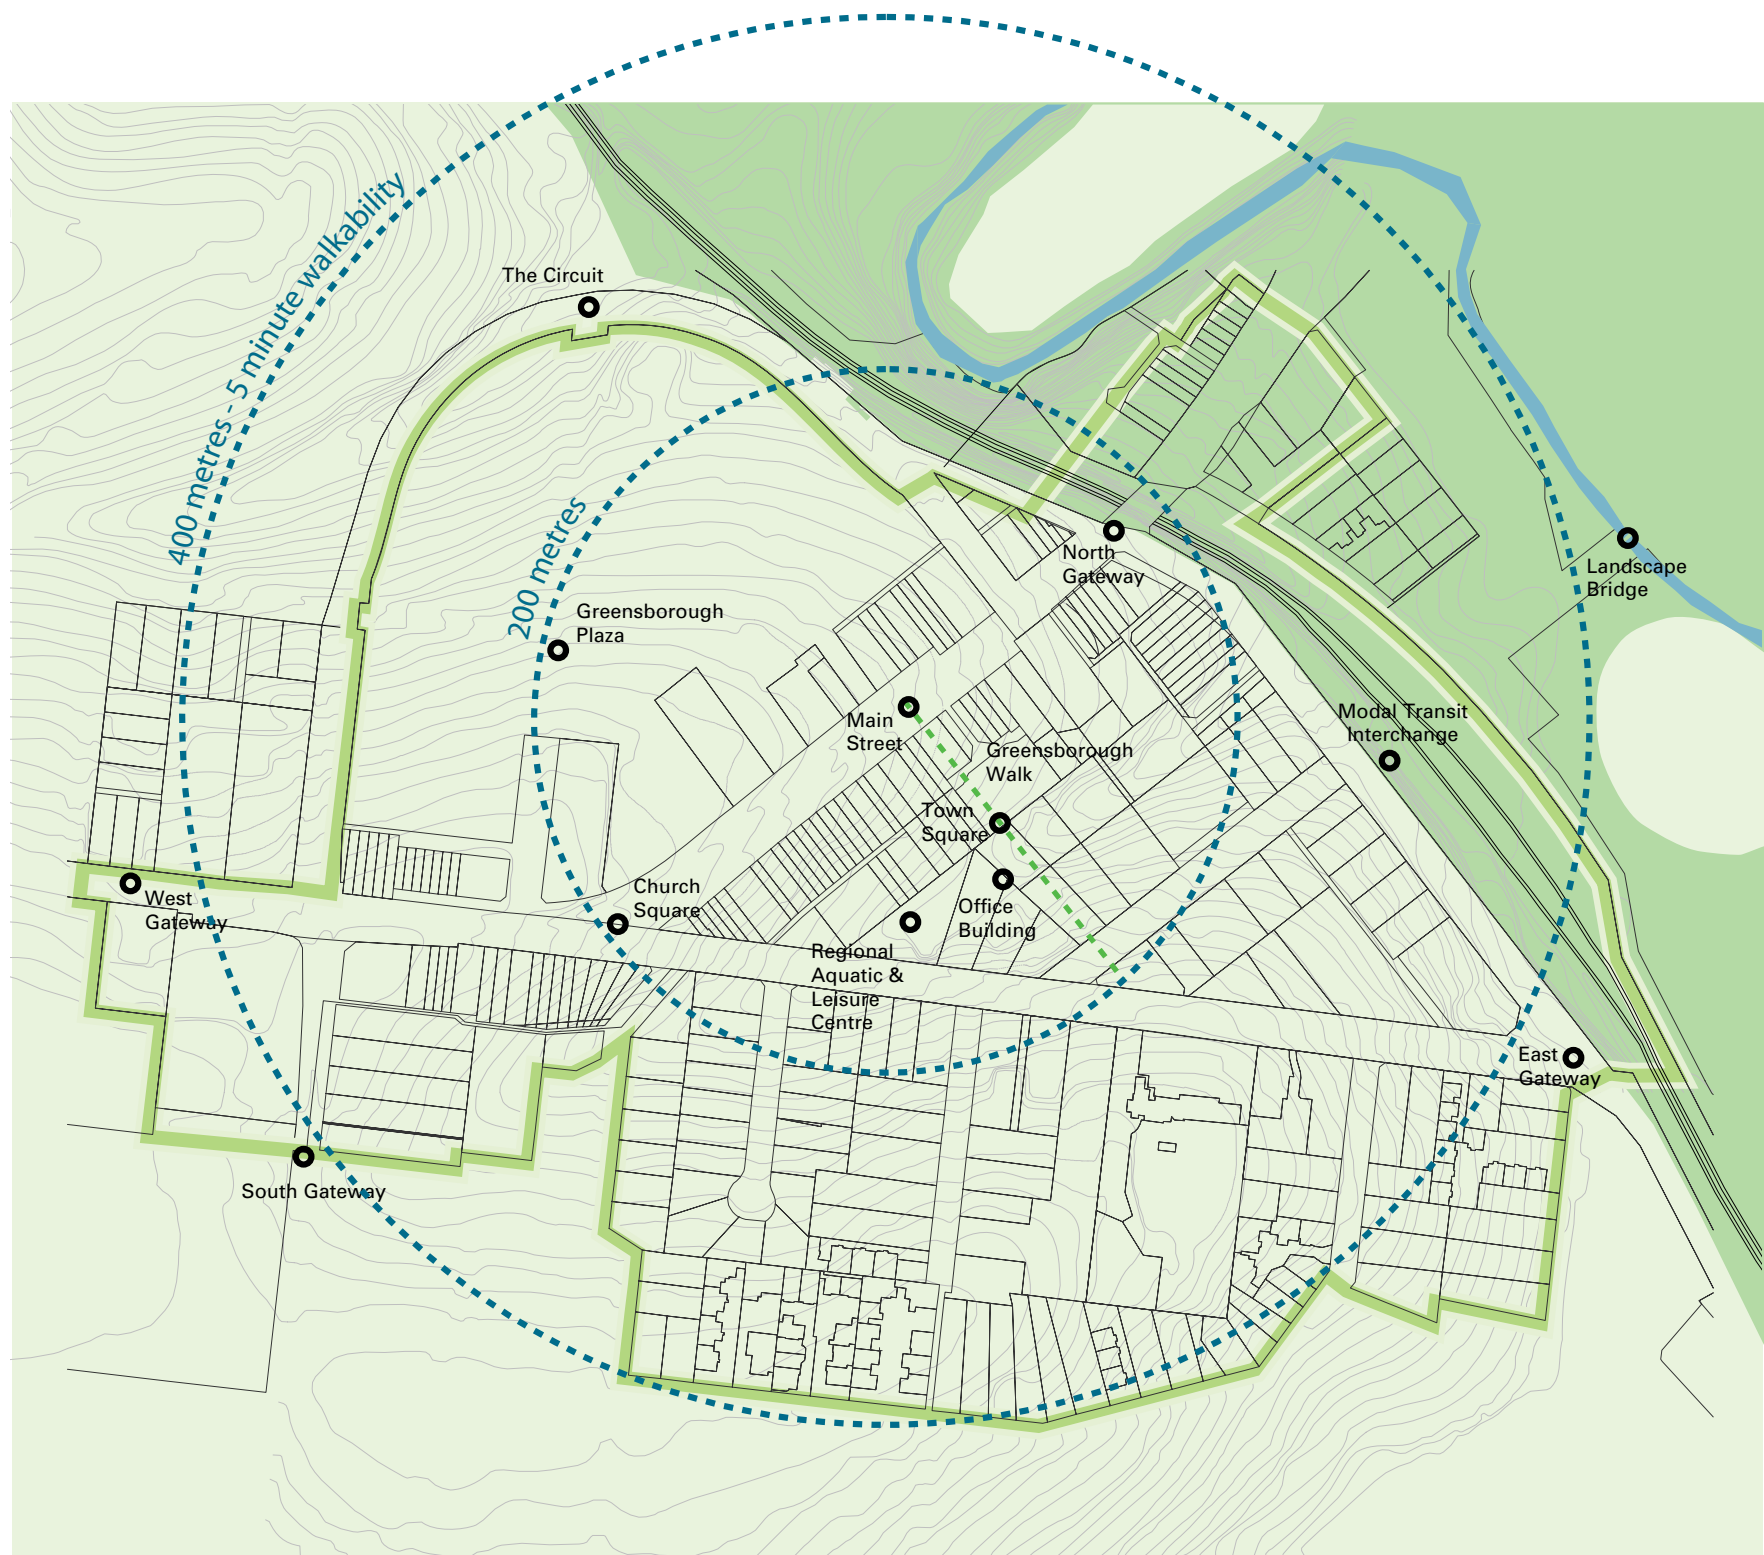 400 metres - 5 minute walkability
The Circuit
200 metres
North
Gateway
Landscape
Bridge
Greensborough
Plaza
Main
Street
Modal Transit
Interchange
Greensborough
Walk
Town
Square
Church
Square
West
Gateway
Office
Building
Regional
Aquatic &
Leisure
Centre
East
Gateway
South Gateway